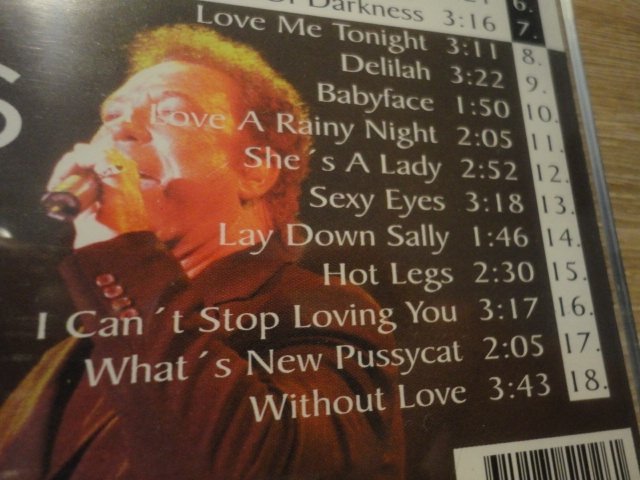 6.
Of Darkness 3:16 7.
Love Me Tonight 3:11 8.
Delilah 3:22 9.
Babyface 1:50 10.
Love A Rainy Night 2:05 11.
She´s A Lady 2:52 12.
Sexy Eyes 3:18 13.
Lay Down Sally 1:46 14.
Hot Legs 2:30 15.
I Can´t Stop Loving You 3:17 16.
What´s New Pussycat 2:05 17.
Without Love 3:43 18.